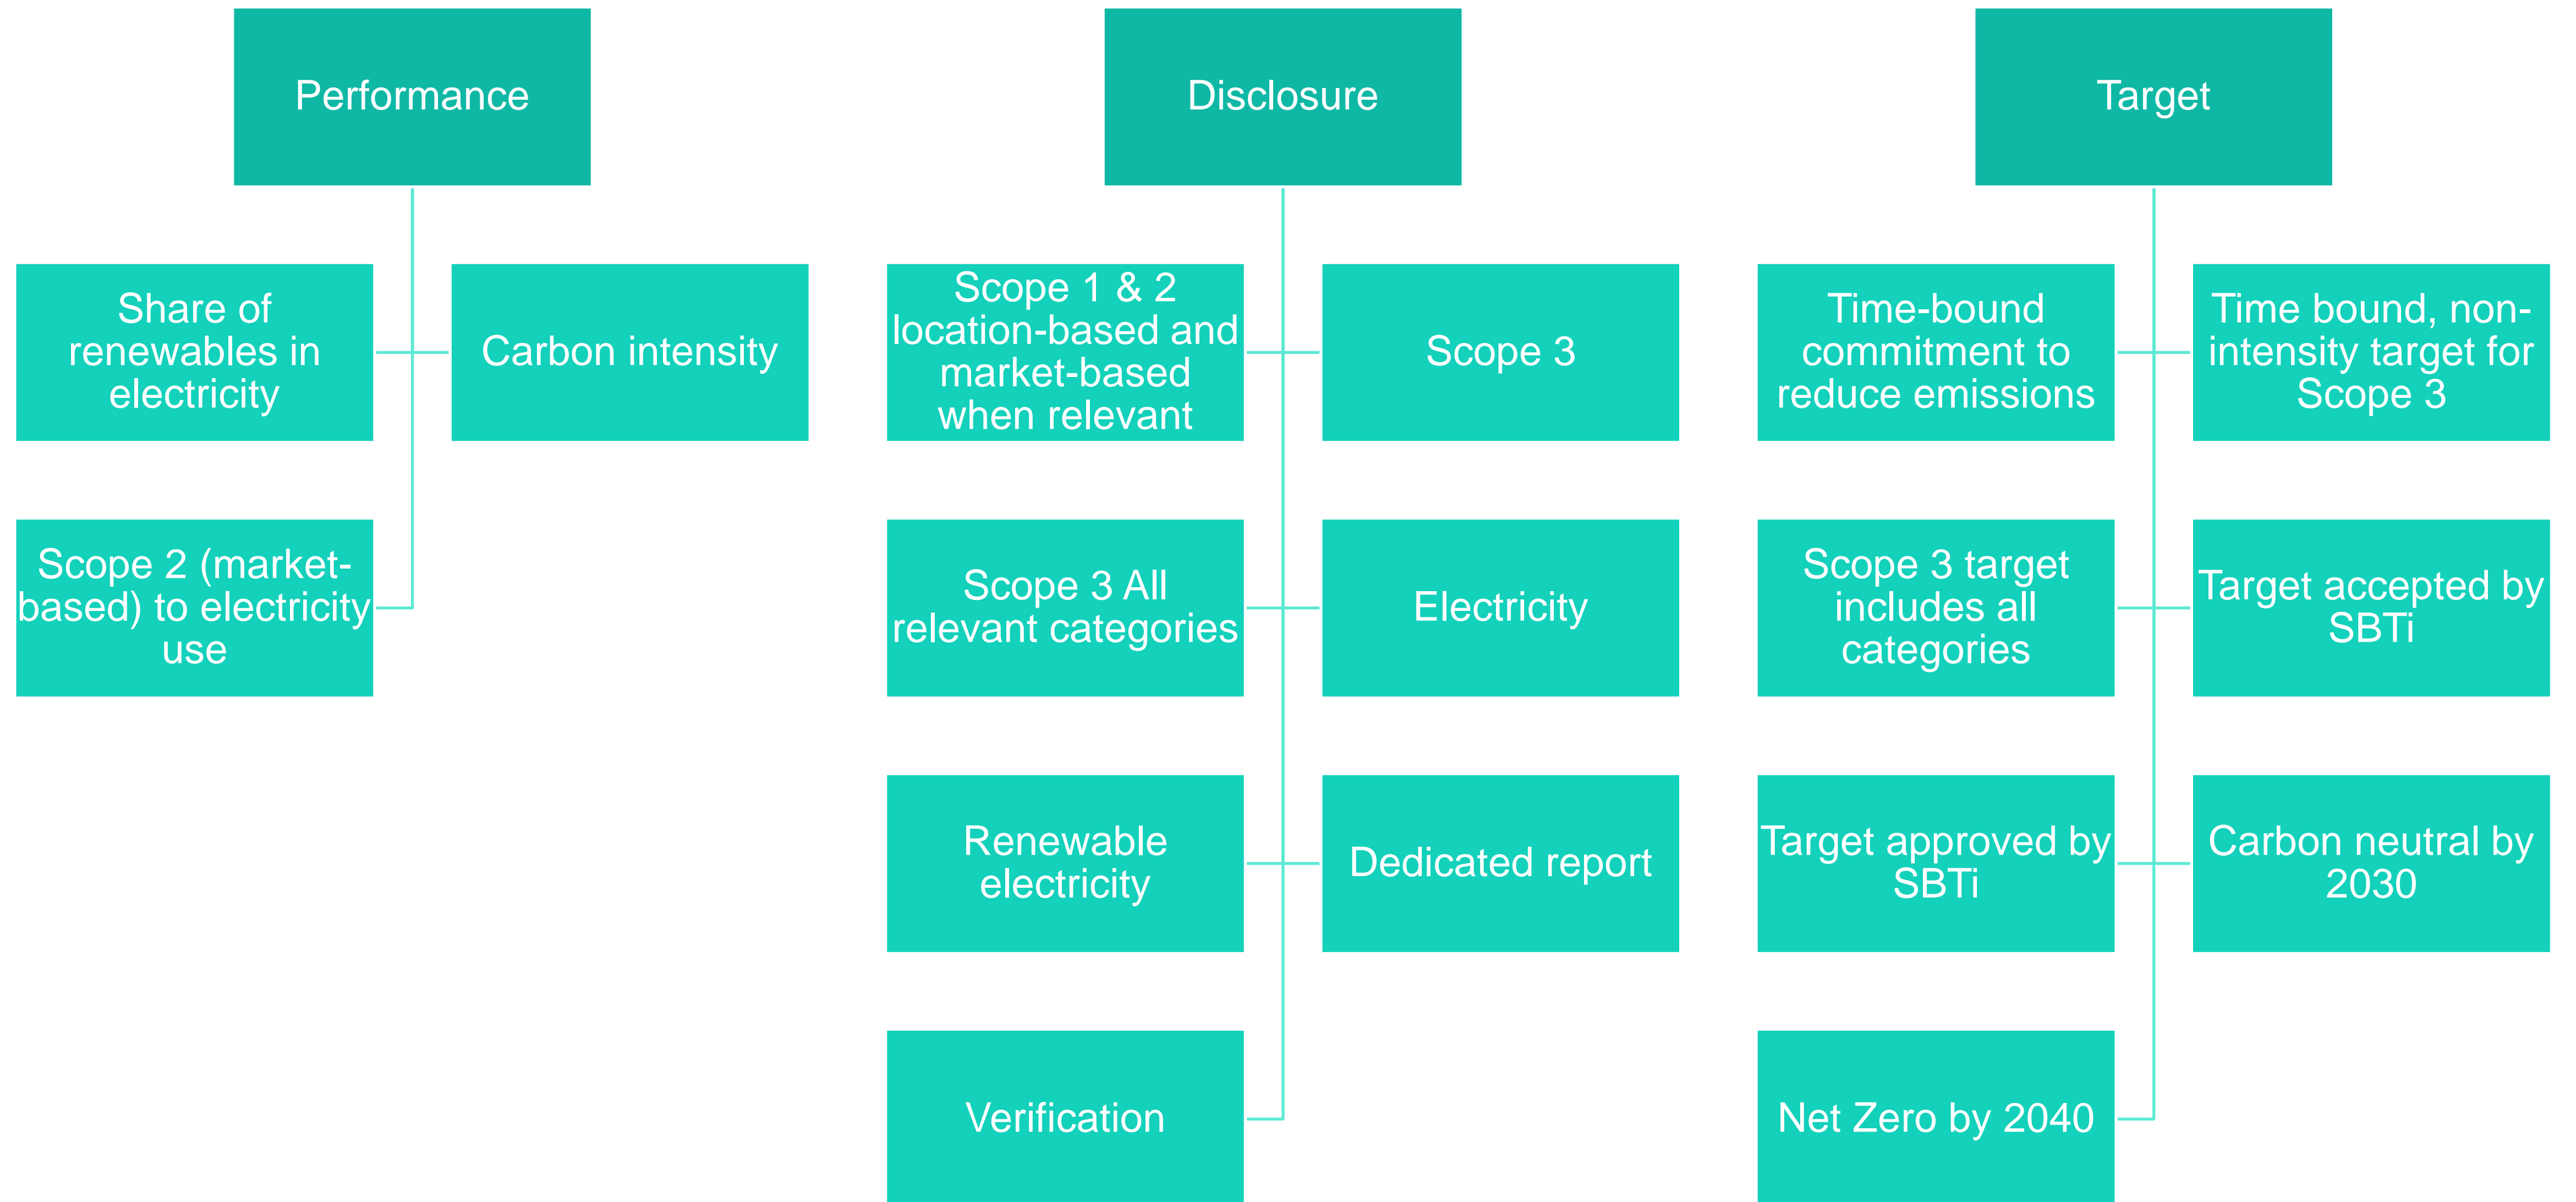 Performance
Disclosure
Target
Share of
renewables in
electricity
Carbon intensity
Scope 2 (market-
based) to electricity
use
Scope 1 & 2
location-based and
market-based
when relevant
Scope 3
Scope 3 All
relevant categories
Electricity
Renewable
electricity
Dedicated report
Verification
Time-bound
commitment to
reduce emissions
Time bound, non-
intensity target for
Scope 3
Scope 3 target
includes all
categories
Target accepted by
SBTi
Target approved by
SBTi
Carbon neutral by
2030
Net Zero by 2040